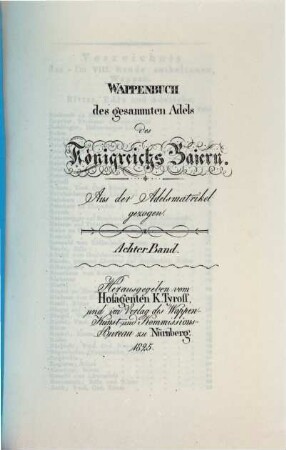 WAPPENBUCH
des gesammten Adels
des
Königreichs Baiern.
Aus der Adelsmatrikel
gezogen.
Achter Band.
Herausgegeben vom
Hofagenten K. Tyroff,
und im Verlag des Wappen-
Kunst- und Kommissions-
Bureau zu Nürnberg.
1825.